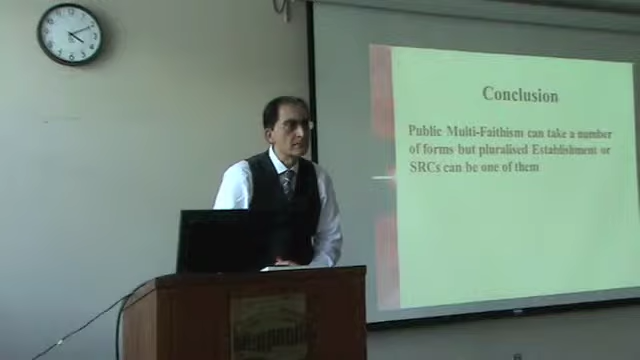 Conclusion
Public Multi-Faithism can take a number
of forms but pluralised Establishment or
SRCs can be one of them